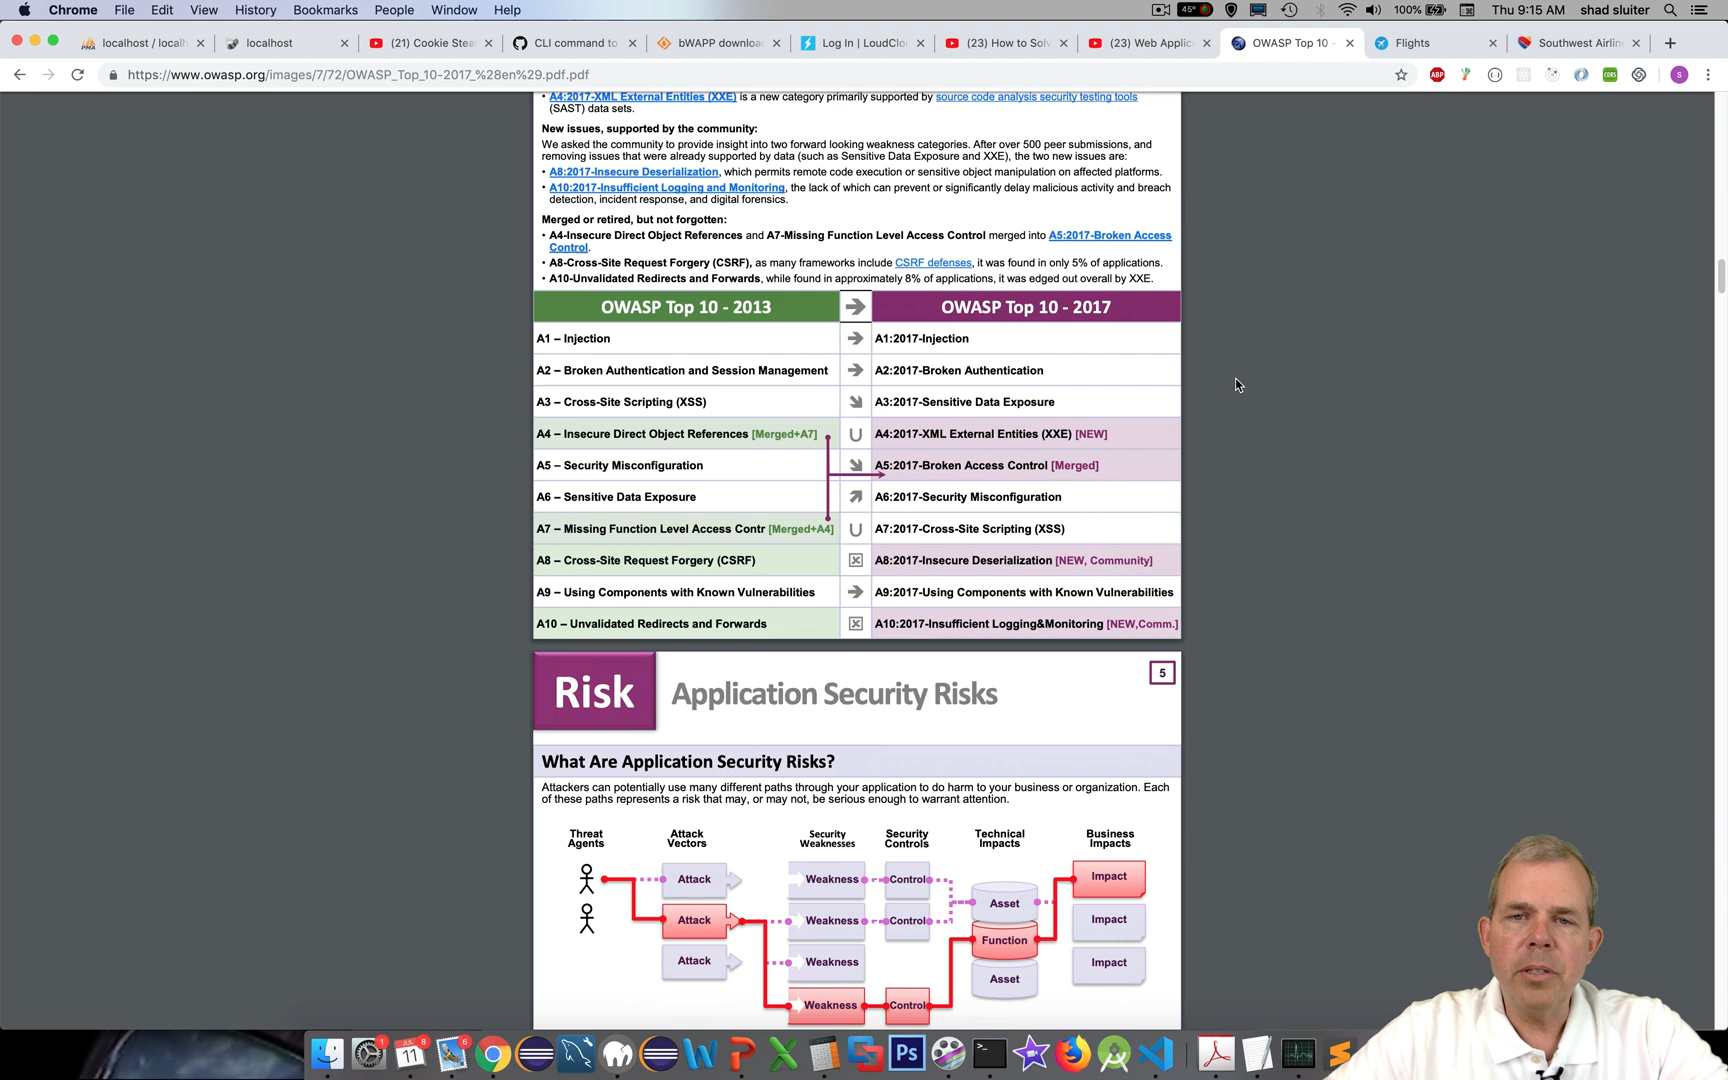 Chrome File Edit View History Bookmarks People Window Help 45° 100% Thu 9:15 AM shad sluiter
localhost / localh localhost (21) Cookie Stea CLI command to bWAPP downloa Log In | LoudClo (23) How to Solv (23) Web Applic OWASP Top 10 - Flights Southwest Airlin
https://www.owasp.org/images/7/72/OWASP_Top_10-2017_%28en%29.pdf.pdf ABP CORS S
• A4:2017-XML External Entities (XXE) is a new category primarily supported by source code analysis security testing tools
(SAST) data sets.
New issues, supported by the community:
We asked the community to provide insight into two forward looking weakness categories. After over 500 peer submissions, and
removing issues that were already supported by data (such as Sensitive Data Exposure and XXE), the two new issues are:
• A8:2017-Insecure Deserialization, which permits remote code execution or sensitive object manipulation on affected platforms.
• A10:2017-Insufficient Logging and Monitoring, the lack of which can prevent or significantly delay malicious activity and breach
detection, incident response, and digital forensics.
Merged or retired, but not forgotten:
• A4-Insecure Direct Object References and A7-Missing Function Level Access Control merged into A5:2017-Broken Access
Control.
• A8-Cross-Site Request Forgery (CSRF), as many frameworks include CSRF defenses, it was found in only 5% of applications.
• A10-Unvalidated Redirects and Forwards, while found in approximately 8% of applications, it was edged out overall by XXE.
OWASP Top 10 - 2013 → OWASP Top 10 - 2017
A1 – Injection → A1:2017-Injection
A2 – Broken Authentication and Session Management → A2:2017-Broken Authentication
A3 – Cross-Site Scripting (XSS) A3:2017-Sensitive Data Exposure
A4 – Insecure Direct Object References [Merged+A7] U A4:2017-XML External Entities (XXE) [NEW]
A5 – Security Misconfiguration A5:2017-Broken Access Control [Merged]
A6 – Sensitive Data Exposure A6:2017-Security Misconfiguration
A7 – Missing Function Level Access Contr [Merged+A4] U A7:2017-Cross-Site Scripting (XSS)
A8 – Cross-Site Request Forgery (CSRF) A8:2017-Insecure Deserialization [NEW, Community]
A9 – Using Components with Known Vulnerabilities → A9:2017-Using Components with Known Vulnerabilities
A10 – Unvalidated Redirects and Forwards A10:2017-Insufficient Logging&Monitoring [NEW,Comm.]
Risk Application Security Risks 5
What Are Application Security Risks?
Attackers can potentially use many different paths through your application to do harm to your business or organization. Each
of these paths represents a risk that may, or may not, be serious enough to warrant attention.
Threat Attack Security Security Technical Business
Agents Vectors Weaknesses Controls Impacts Impacts
Attack Weakness Control Impact
Asset
Attack Weakness Control Impact
Function
Attack Weakness Impact
Asset
Weakness Control
1 8 11 6 Ps